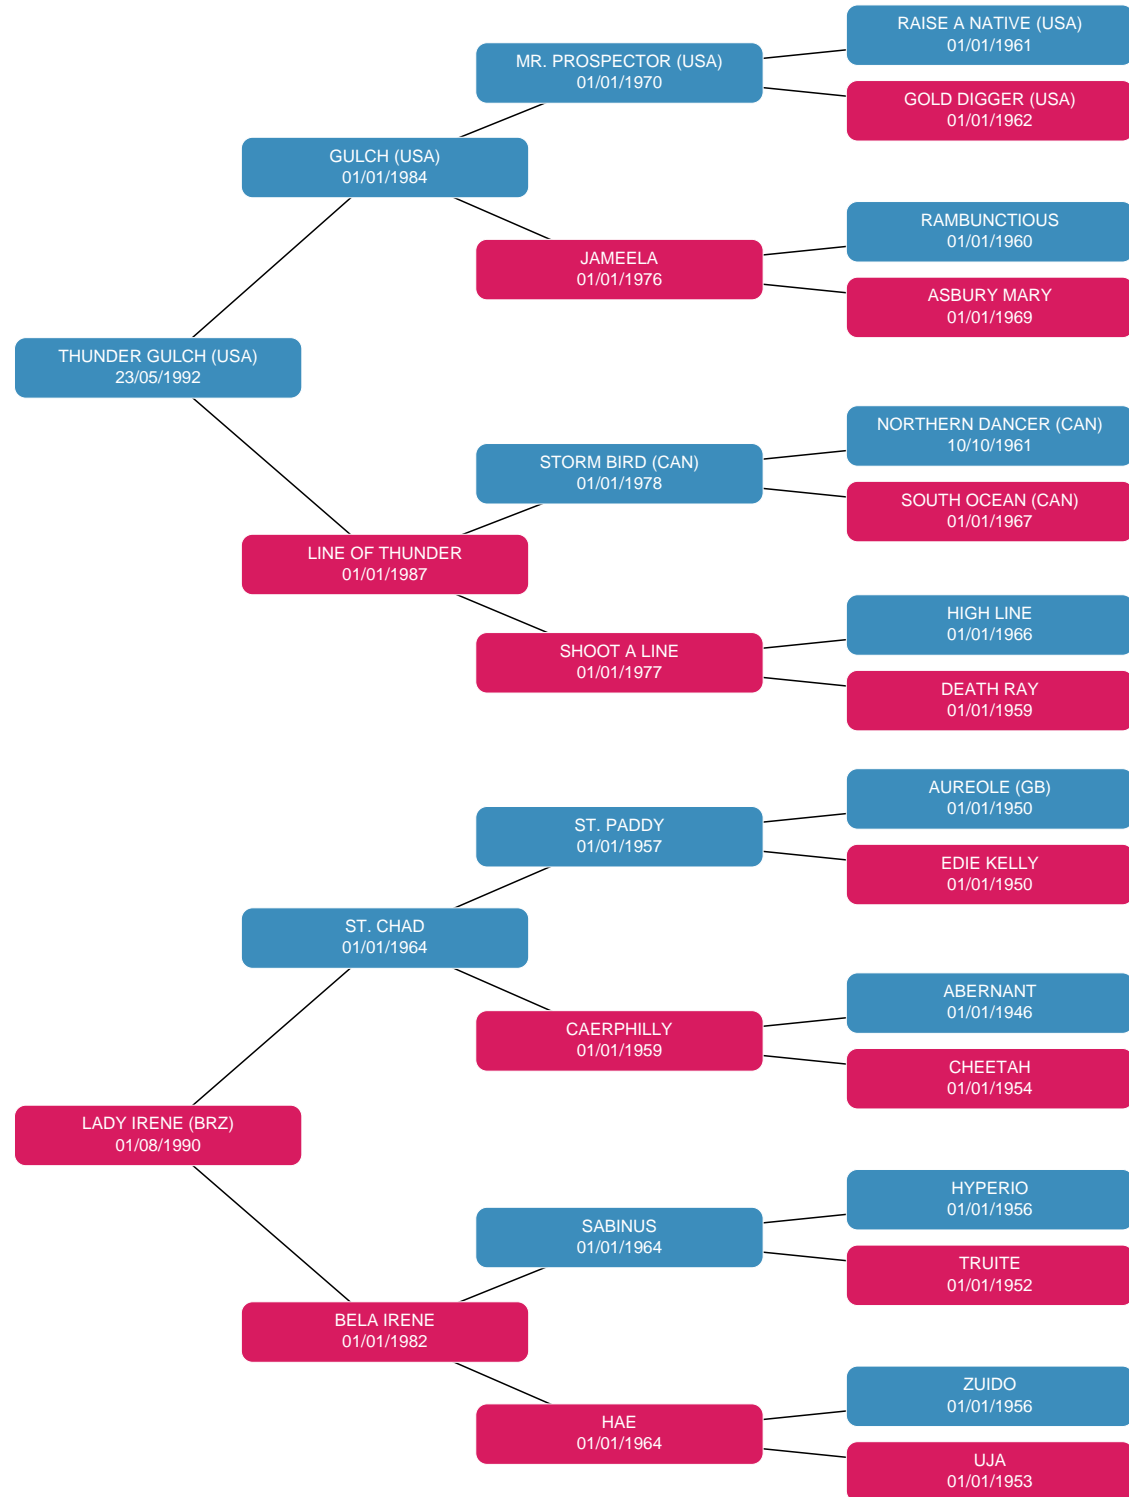 RAISE A NATIVE (USA)
01/01/1961
MR. PROSPECTOR (USA)
01/01/1970
GOLD DIGGER (USA)
01/01/1962
GULCH (USA)
01/01/1984
RAMBUNCTIOUS
01/01/1960
JAMEELA
01/01/1976
ASBURY MARY
01/01/1969
THUNDER GULCH (USA)
23/05/1992
NORTHERN DANCER (CAN)
10/10/1961
STORM BIRD (CAN)
01/01/1978
SOUTH OCEAN (CAN)
01/01/1967
LINE OF THUNDER
01/01/1987
HIGH LINE
01/01/1966
SHOOT A LINE
01/01/1977
DEATH RAY
01/01/1959
AUREOLE (GB)
01/01/1950
ST. PADDY
01/01/1957
EDIE KELLY
01/01/1950
ST. CHAD
01/01/1964
ABERNANT
01/01/1946
CAERPHILLY
01/01/1959
CHEETAH
01/01/1954
LADY IRENE (BRZ)
01/08/1990
HYPERIO
01/01/1956
SABINUS
01/01/1964
TRUITE
01/01/1952
BELA IRENE
01/01/1982
ZUIDO
01/01/1956
HAE
01/01/1964
UJA
01/01/1953